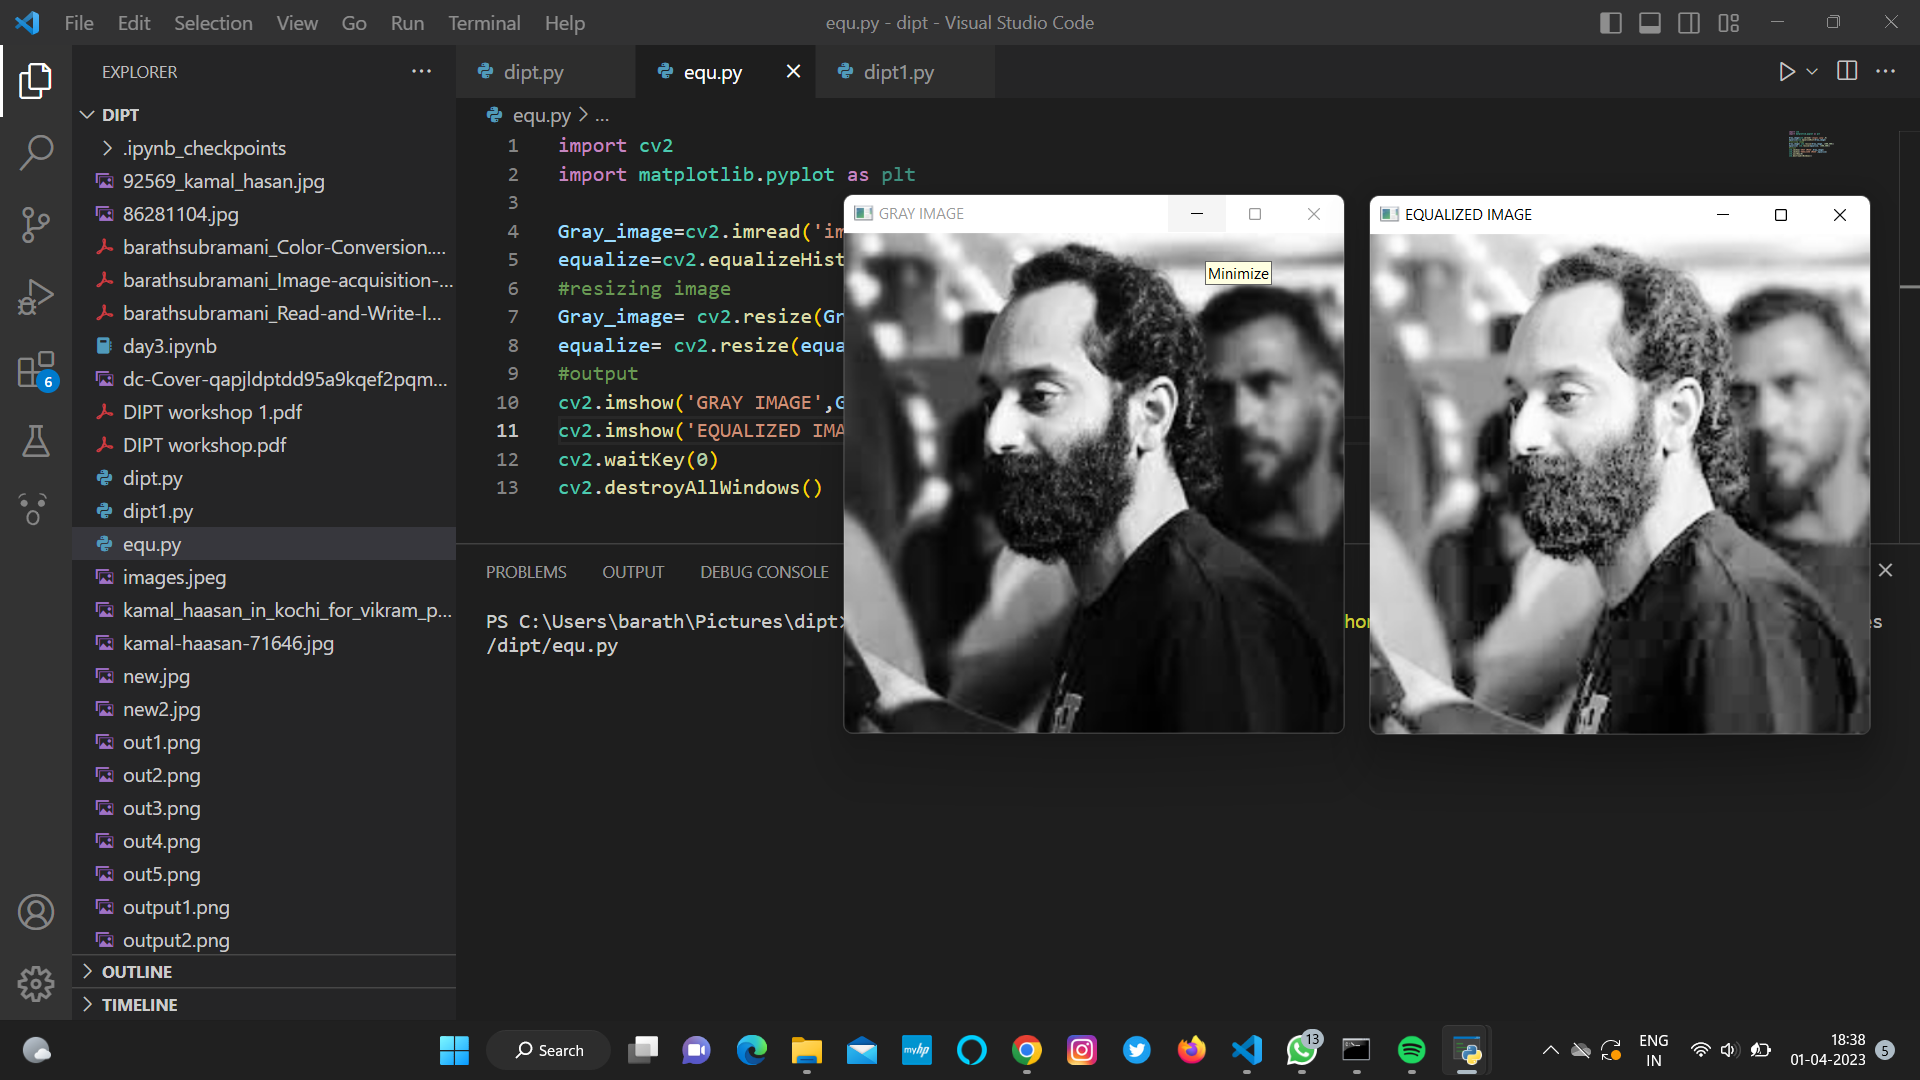 File Edit Selection View Go Run Terminal Help
equ.py - dipt - Visual Studio Code
EXPLORER
DIPT
.ipynb_checkpoints
92569_kamal_hasan.jpg
86281104.jpg
barathsubramani_Color-Conversion....
barathsubramani_Image-acquisition-...
barathsubramani_Read-and-Write-I...
day3.ipynb
dc-Cover-qapjldptdd95a9kqef2pqm...
DIPT workshop 1.pdf
DIPT workshop.pdf
dipt.py
dipt1.py
equ.py
images.jpeg
kamal_haasan_in_kochi_for_vikram_p...
kamal-haasan-71646.jpg
new.jpg
new2.jpg
out1.png
out2.png
out3.png
out4.png
out5.png
output1.png
output2.png
OUTLINE
TIMELINE
6
dipt.py equ.py dipt1.py
equ.py > ...
1 import cv2
2 import matplotlib.pyplot as plt
3
4 Gray_image=cv2.imread('im
5 equalize=cv2.equalizeHist
6 #resizing image
7 Gray_image= cv2.resize(Gr
8 equalize= cv2.resize(equa
9 #output
10 cv2.imshow('GRAY IMAGE',G
11 cv2.imshow('EQUALIZED IMA
12 cv2.waitKey(0)
13 cv2.destroyAllWindows()
GRAY IMAGE
Minimize
EQUALIZED IMAGE
PROBLEMS OUTPUT DEBUG CONSOLE
PS C:\Users\barath\Pictures\dipt>
/dipt/equ.py
Search
myhp
13
ENG
IN
18:38
01-04-2023
5